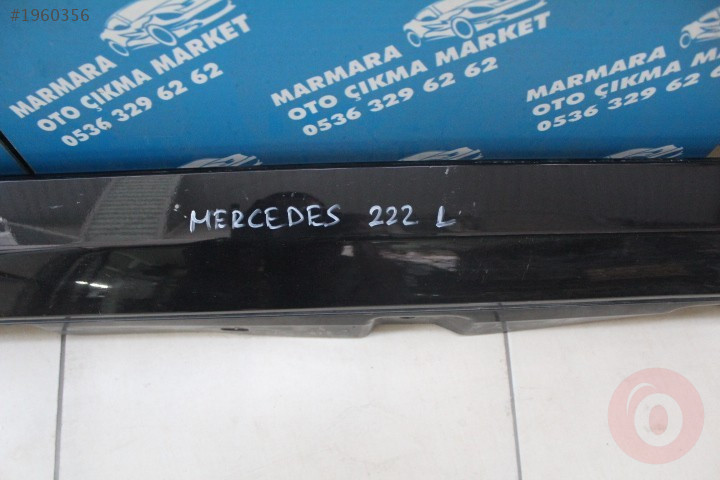 #1960356
MARMARA
OTO ÇIKMA MARKET
0536 329 62 62
MARMARA
OTO ÇIKMA MARKET
0536 329 62 62
MARMARA
OTO ÇIKMA MARKET
0536 329 62 62
MERCEDES 222 L